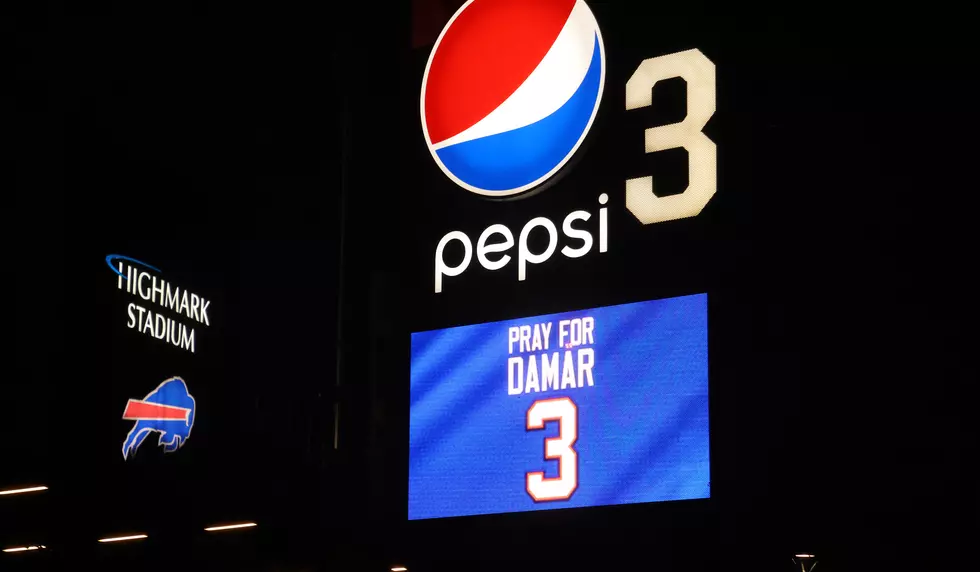 pepsi
3
HIGHMARK
STADIUM
PRAY FOR
DAMAR
3